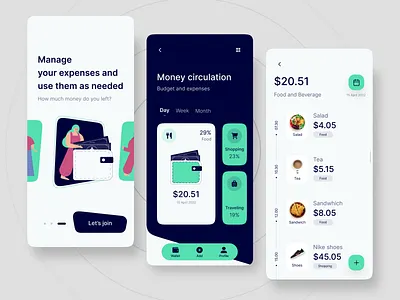 Manage
your expenses and
use them as needed
How much money do you left?
Let's join
Money circulation
Budget and expenses
Day Week Month
29%
Food
$20.51
Shopping
23%
Traveling
19%
Wallet Add Profile
$20.51
Food and Beverage
Salad
$4.05
Food
Salad
Tea
$5.15
Food
Tea
Sandwhich
$8.05
Food
12:00
Sandwich
Nike shoes
$45.05
Shopping
Shoes